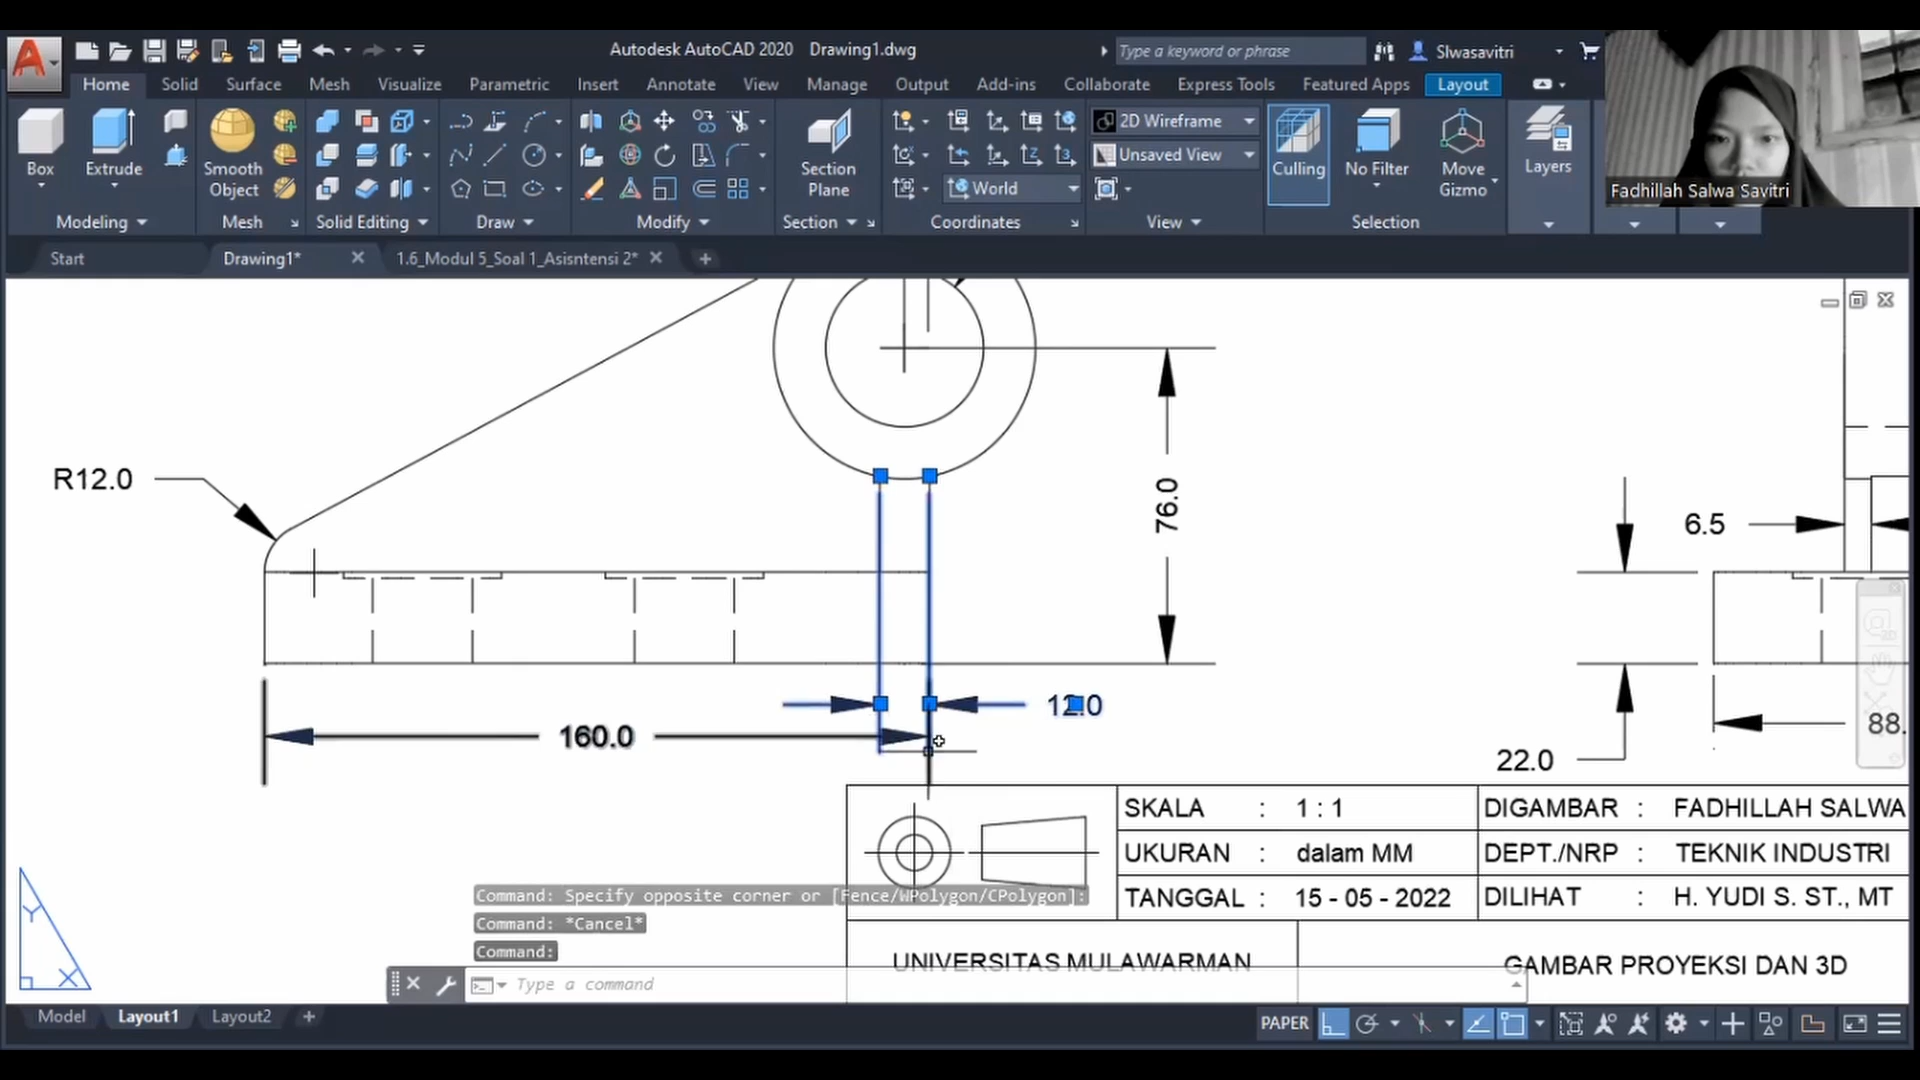 Autodesk AutoCAD 2020 Drawing1.dwg
Type a keyword or phrase
Slwasavitri
Home Solid Surface Mesh Visualize Parametric Insert Annotate View Manage Output Add-ins Collaborate Express Tools Featured Apps Layout
Box
Extrude
Smooth Object
Section Plane
2D Wireframe
Unsaved View
World
Culling
No Filter
Move Gizmo
Layers
Fadhillah Salwa Savitri
Modeling Mesh Solid Editing Draw Modify Section Coordinates View Selection
Start Drawing1* 1.6_Modul 5_Soal 1_Asisntensi 2*
R12.0
76.0
6.5
12.0
160.0
88.
22.0
SKALA : 1 : 1 DIGAMBAR : FADHILLAH SALWA
UKURAN : dalam MM DEPT./NRP : TEKNIK INDUSTRI
TANGGAL : 15 - 05 - 2022 DILIHAT : H. YUDI S. ST., MT
UNIVERSITAS MULAWARMAN GAMBAR PROYEKSI DAN 3D
Command: Specify opposite corner or [Fence/WPolygon/CPolygon]:
Command: *Cancel*
Command:
Type a command
Y
X
Model Layout1 Layout2
PAPER